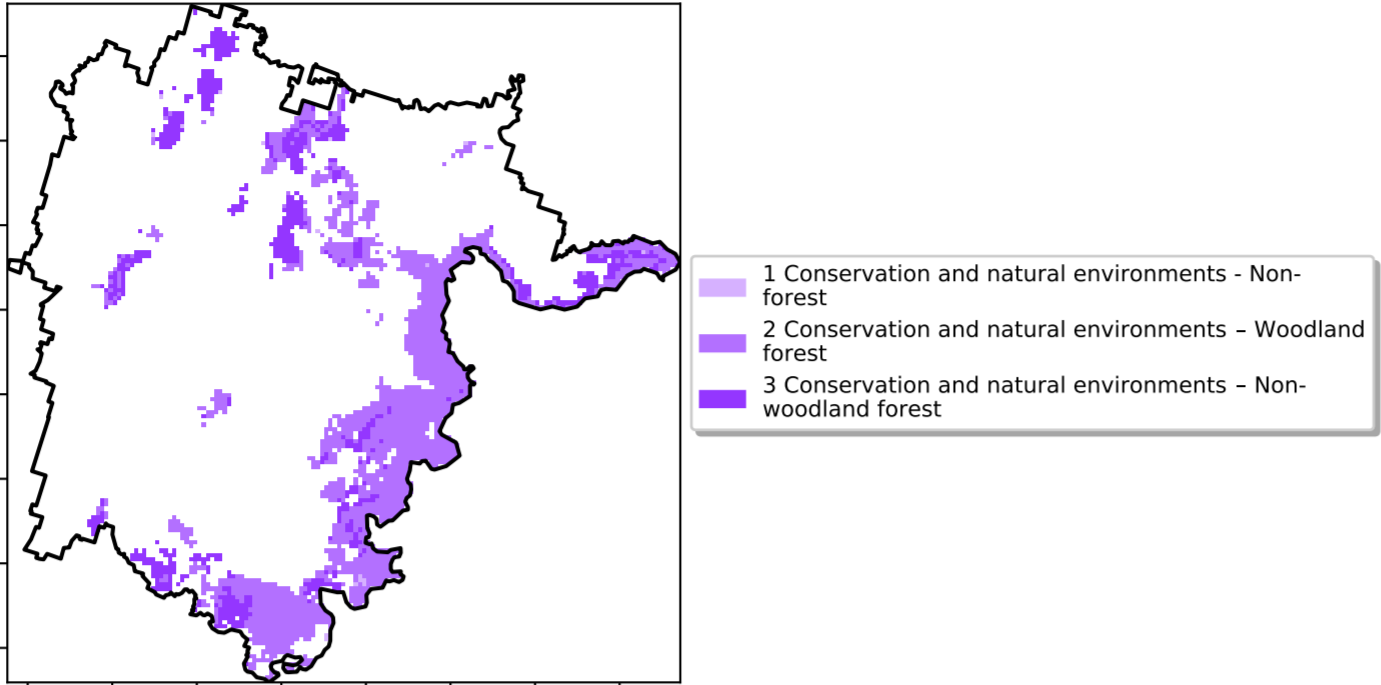 1 Conservation and natural environments - Non-
forest
2 Conservation and natural environments – Woodland
forest
3 Conservation and natural environments – Non-
woodland forest